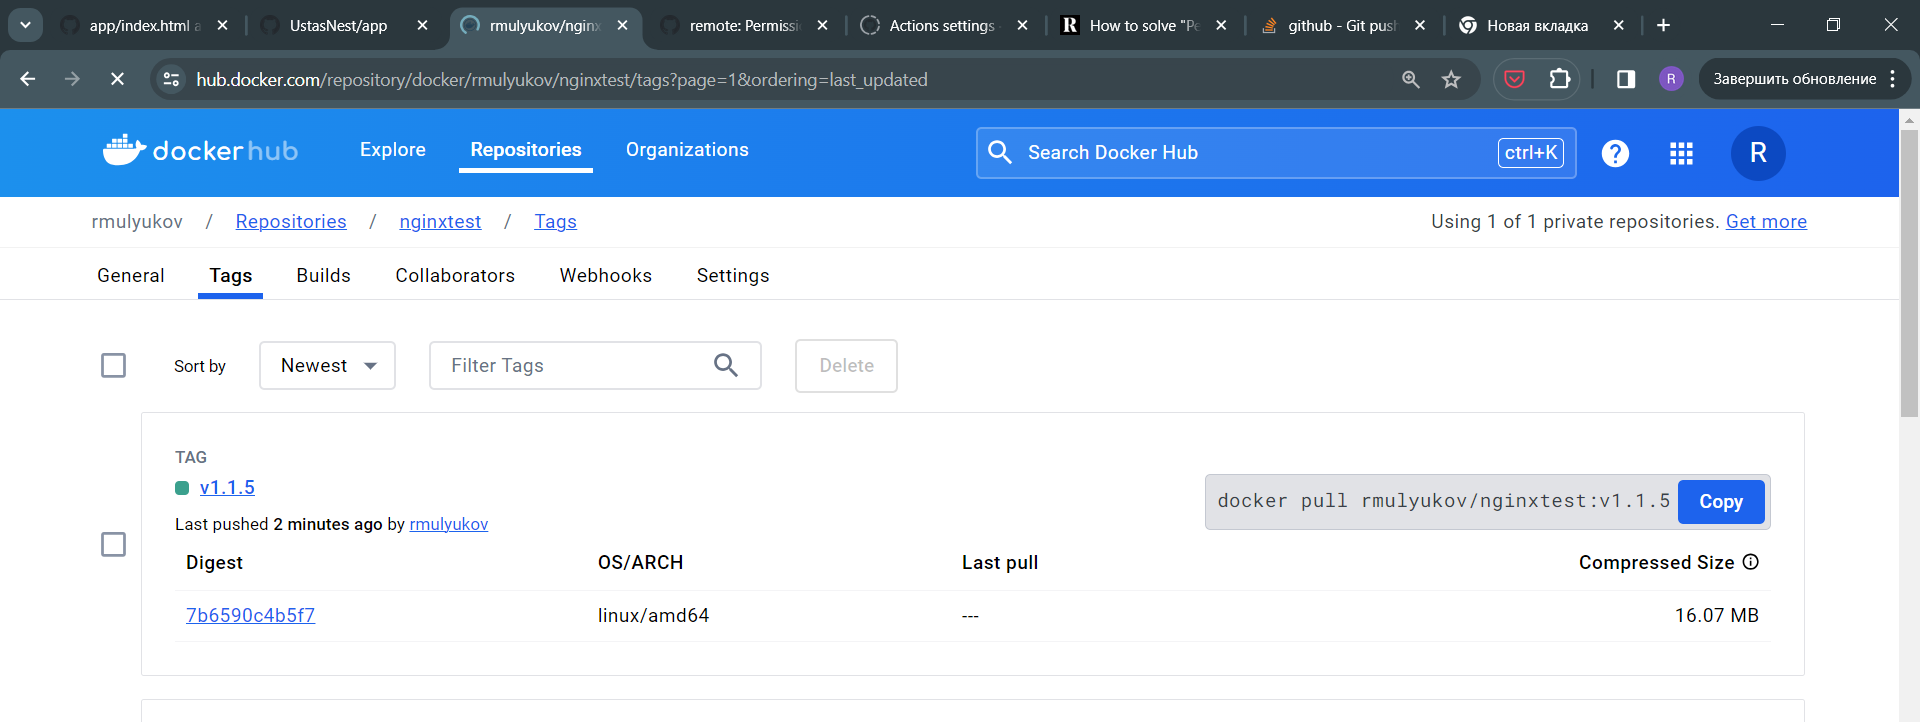 app/index.html a
UstasNest/app
rmulyukov/nginx
remote: Permissi
Actions settings
How to solve "Pe
github - Git push
Новая вкладка
hub.docker.com/repository/docker/rmulyukov/nginxtest/tags?page=1&ordering=last_updated
R
Завершить обновление
docker hub
Explore
Repositories
Organizations
Search Docker Hub
ctrl+K
?
R
rmulyukov / Repositories / nginxtest / Tags
Using 1 of 1 private repositories. Get more
General
Tags
Builds
Collaborators
Webhooks
Settings
Sort by
Newest
Filter Tags
Delete
TAG
v1.1.5
docker pull rmulyukov/nginxtest:v1.1.5
Copy
Last pushed 2 minutes ago by rmulyukov
Digest
OS/ARCH
Last pull
Compressed Size
7b6590c4b5f7
linux/amd64
---
16.07 MB